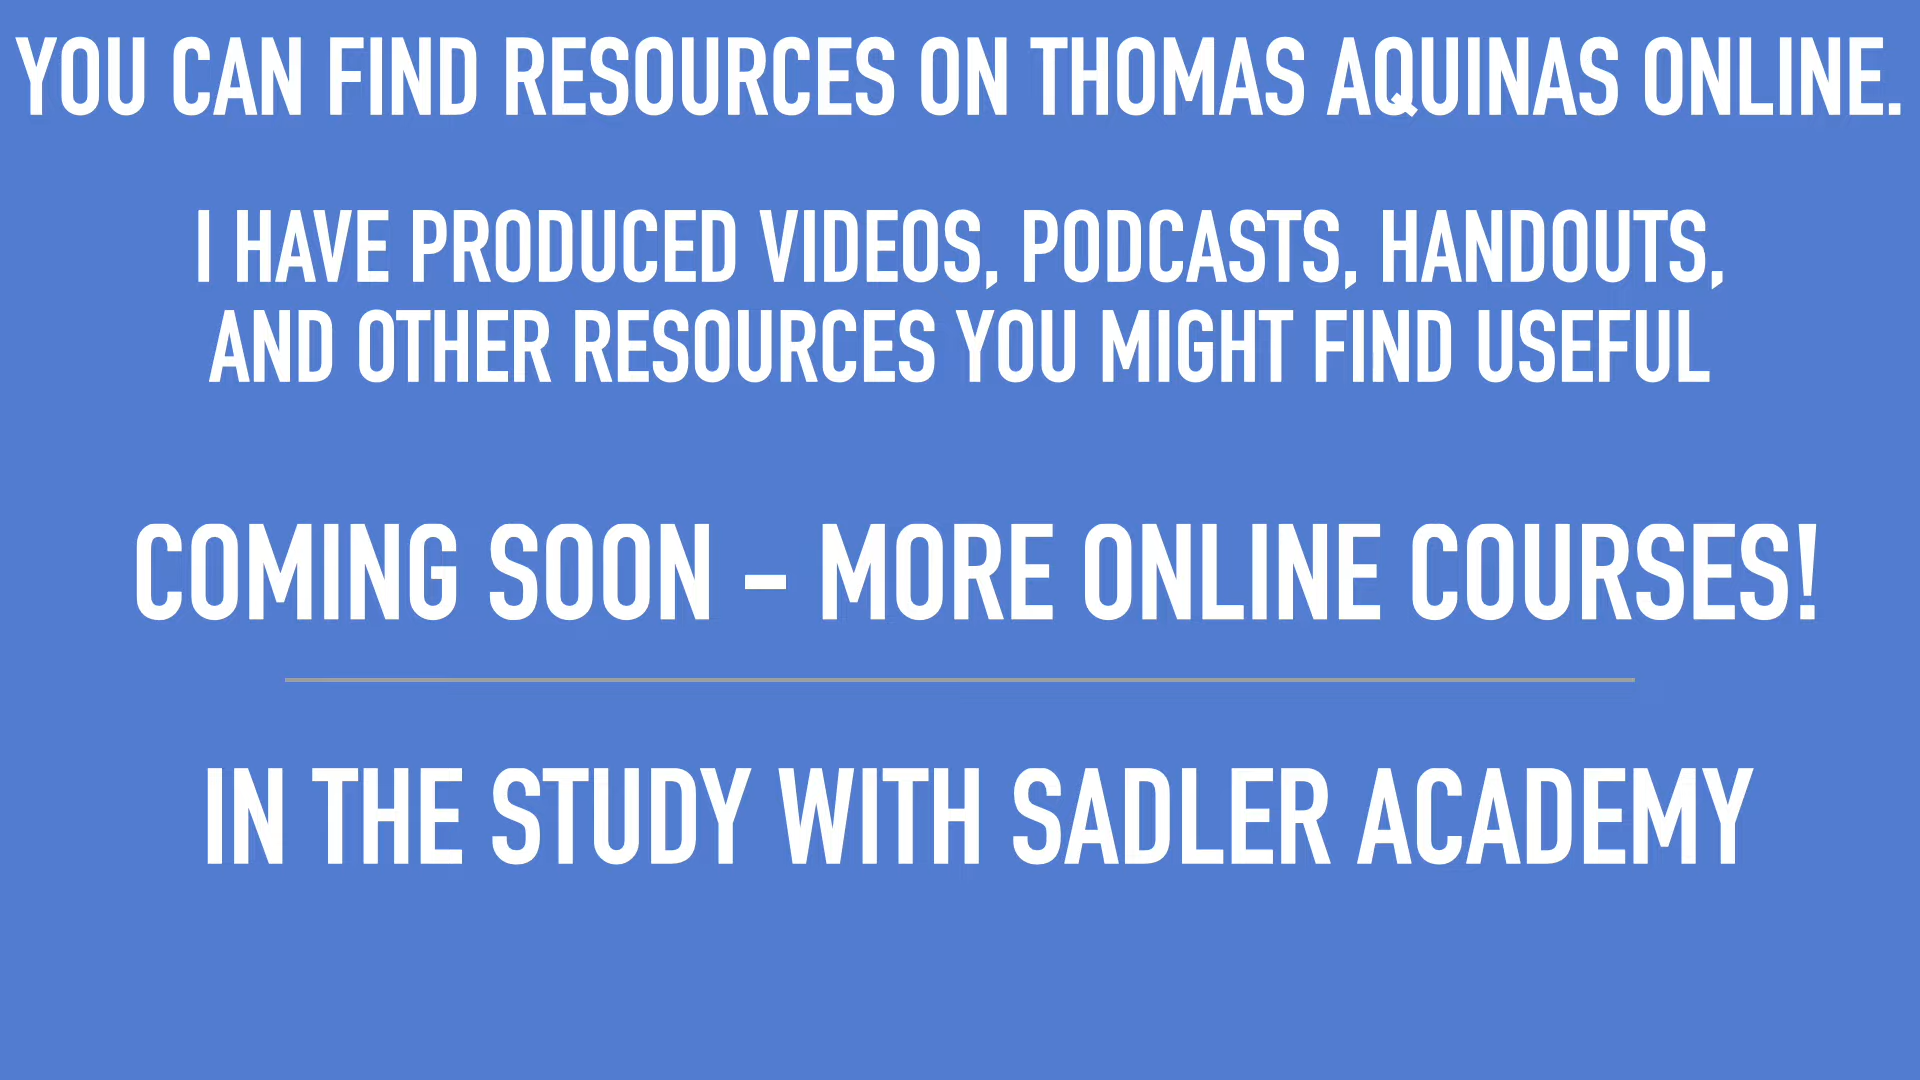 YOU CAN FIND RESOURCES ON THOMAS AQUINAS ONLINE.
I HAVE PRODUCED VIDEOS, PODCASTS, HANDOUTS,
AND OTHER RESOURCES YOU MIGHT FIND USEFUL
COMING SOON – MORE ONLINE COURSES!
IN THE STUDY WITH SADLER ACADEMY